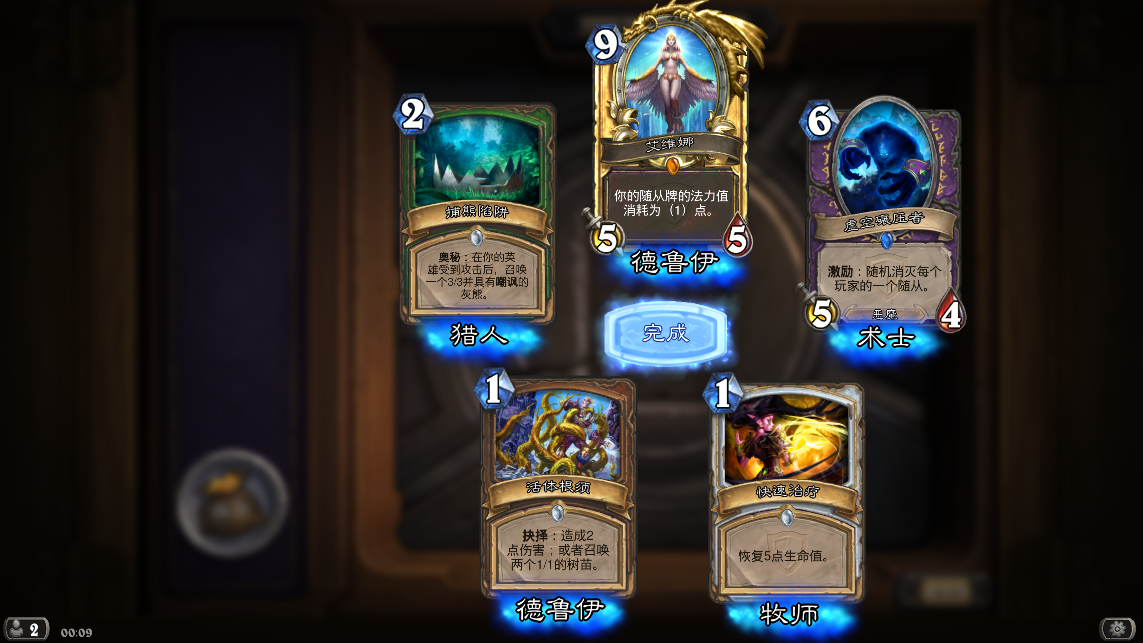 9
艾维娜
你的随从牌的法力值
消耗为（1）点。
5
5
德鲁伊
2
捕熊陷阱
奥秘：在你的英
雄受到攻击后，召唤
一个3/3并具有嘲讽的
灰熊。
猎人
6
虚空碾压者
激励：随机消灭每个
玩家的一个随从。
恶魔
5
4
术士
完成
1
活体根须
抉择：造成2
点伤害；或者召唤
两个1/1的树苗。
德鲁伊
1
快速治疗
恢复5点生命值。
牧师
2
00:09